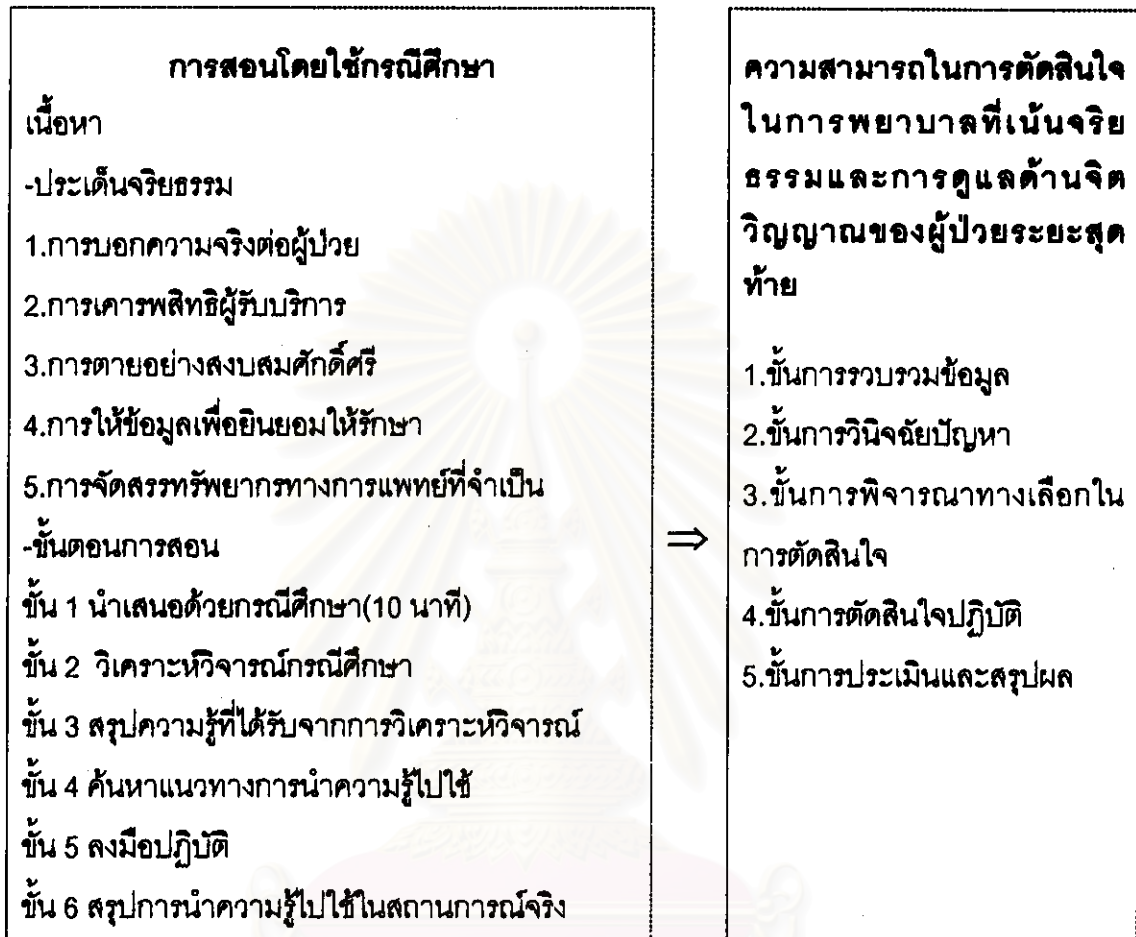 การสอนโดยใช้กรณีศึกษา
เนื้อหา
-ประเด็นจริยธรรม
1.การบอกความจริงต่อผู้ป่วย
2.การเคารพสิทธิผู้รับบริการ
3.การตายอย่างสงบสมศักดิ์ศรี
4.การให้ข้อมูลเพื่อยินยอมให้รักษา
5.การจัดสรรทรัพยากรทางการแพทย์ที่จำเป็น
-ขั้นตอนการสอน
ขั้น 1 นำเสนอด้วยกรณีศึกษา(10 นาที)
ขั้น 2 วิเคราะห์วิจารณ์กรณีศึกษา
ขั้น 3 สรุปความรู้ที่ได้รับจากการวิเคราะห์วิจารณ์
ขั้น 4 ค้นหาแนวทางการนำความรู้ไปใช้
ขั้น 5 ลงมือปฏิบัติ
ขั้น 6 สรุปการนำความรู้ไปใช้ในสถานการณ์จริง
⇒
ความสามารถในการตัดสินใจ
ในการพยาบาลที่เน้นจริย
ธรรมและการดูแลด้านจิต
วิญญาณของผู้ป่วยระยะสุด
ท้าย
1.ขั้นการรวบรวมข้อมูล
2.ขั้นการวินิจฉัยปัญหา
3.ขั้นการพิจารณาทางเลือกใน
การตัดสินใจ
4.ขั้นการตัดสินใจปฏิบัติ
5.ขั้นการประเมินและสรุปผล